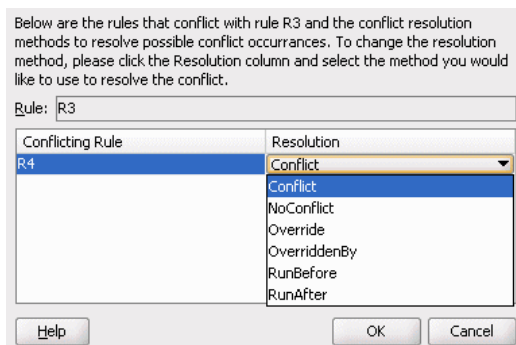 Below are the rules that conflict with rule R3 and the conflict resolution
methods to resolve possible conflict occurrances. To change the resolution
method, please click the Resolution column and select the method you would
like to use to resolve the conflict.
Rule: R3
Conflicting Rule Resolution
R4 Conflict
Conflict
NoConflict
Override
OverriddenBy
RunBefore
RunAfter
Help OK Cancel